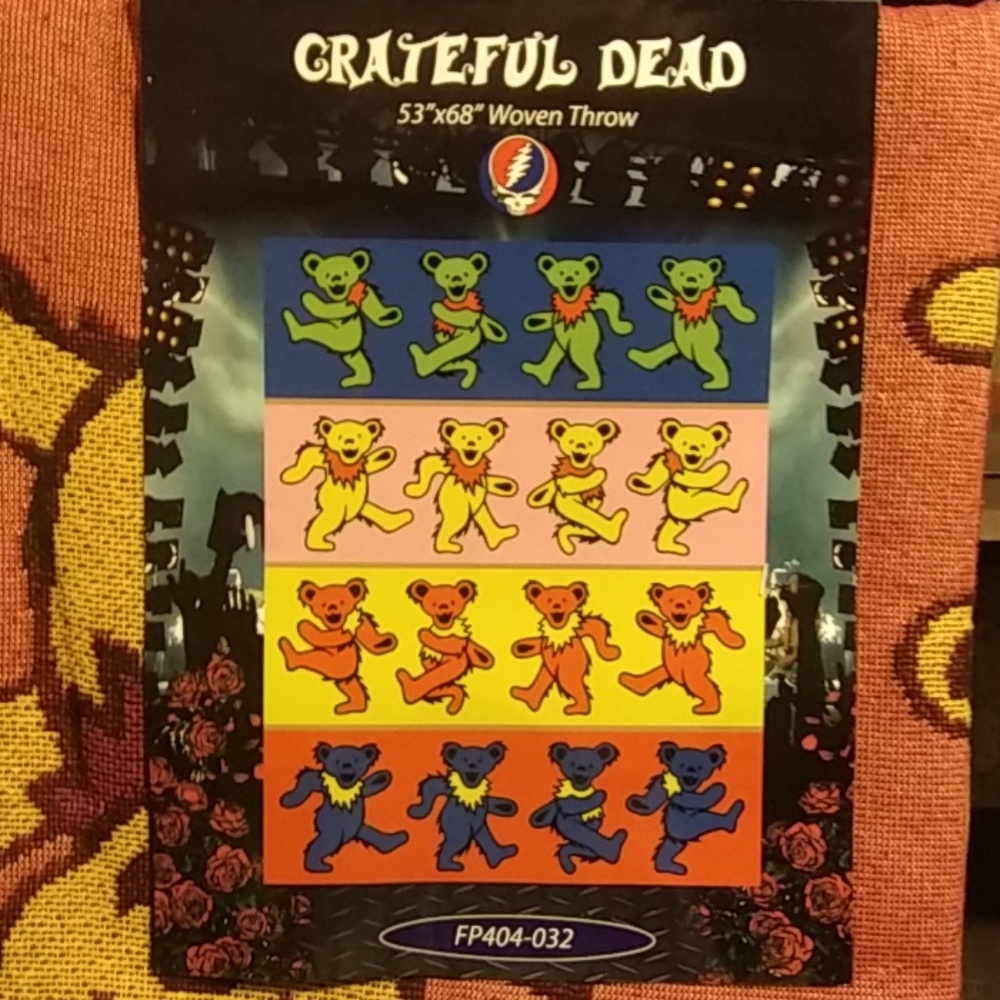 GRATEFUL DEAD
53"x68" Woven Throw
FP404-032